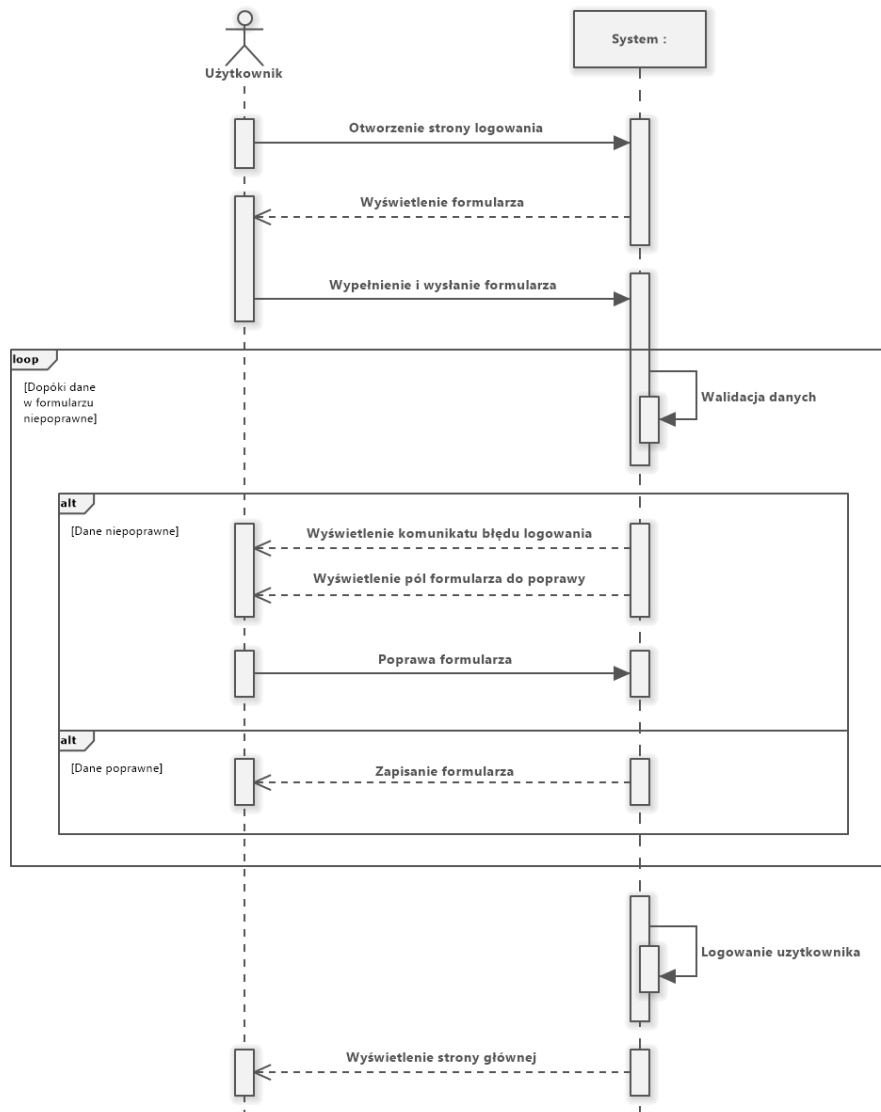 Użytkownik
System :
Otworzenie strony logowania
Wyświetlenie formularza
Wypełnienie i wysłanie formularza
loop
[Dopóki dane
w formularzu
niepoprawne]
Walidacja danych
alt
[Dane niepoprawne]
Wyświetlenie komunikatu błędu logowania
Wyświetlenie pól formularza do poprawy
Poprawa formularza
alt
[Dane poprawne]
Zapisanie formularza
Logowanie uzytkownika
Wyświetlenie strony głównej